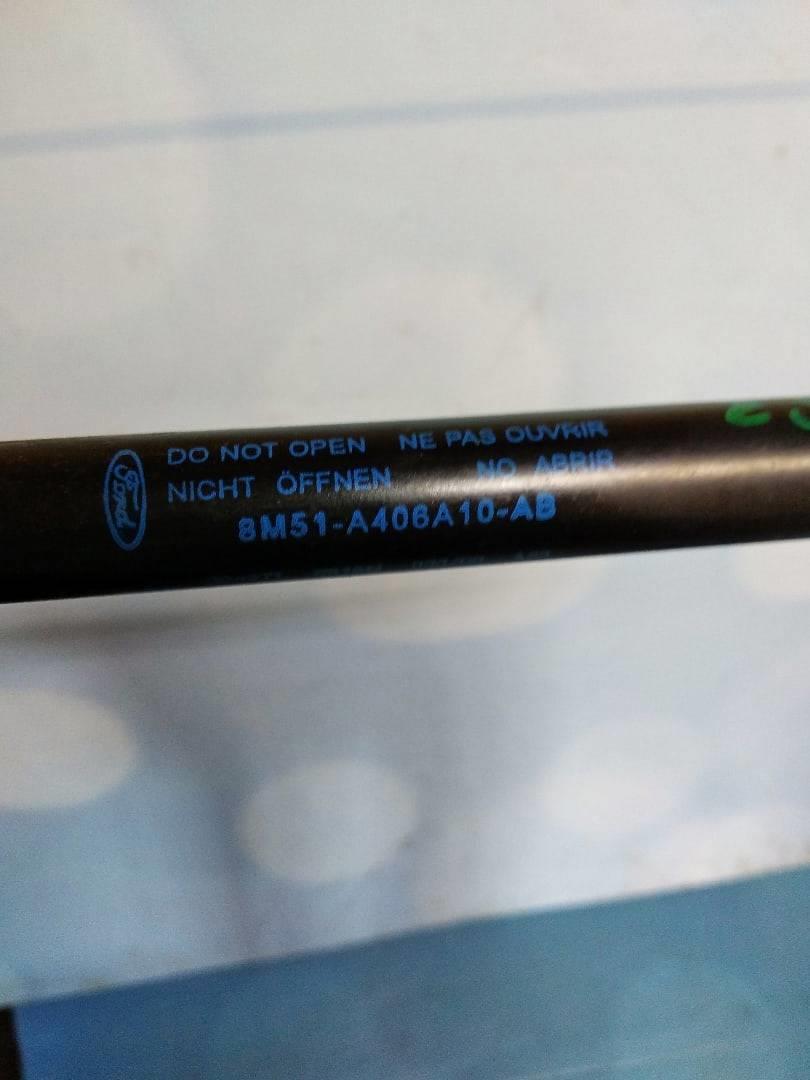 Ford
DO NOT OPEN NE PAS OUVRIR
NICHT ÖFFNEN NO ABRIR
8M51-A406A10-AB